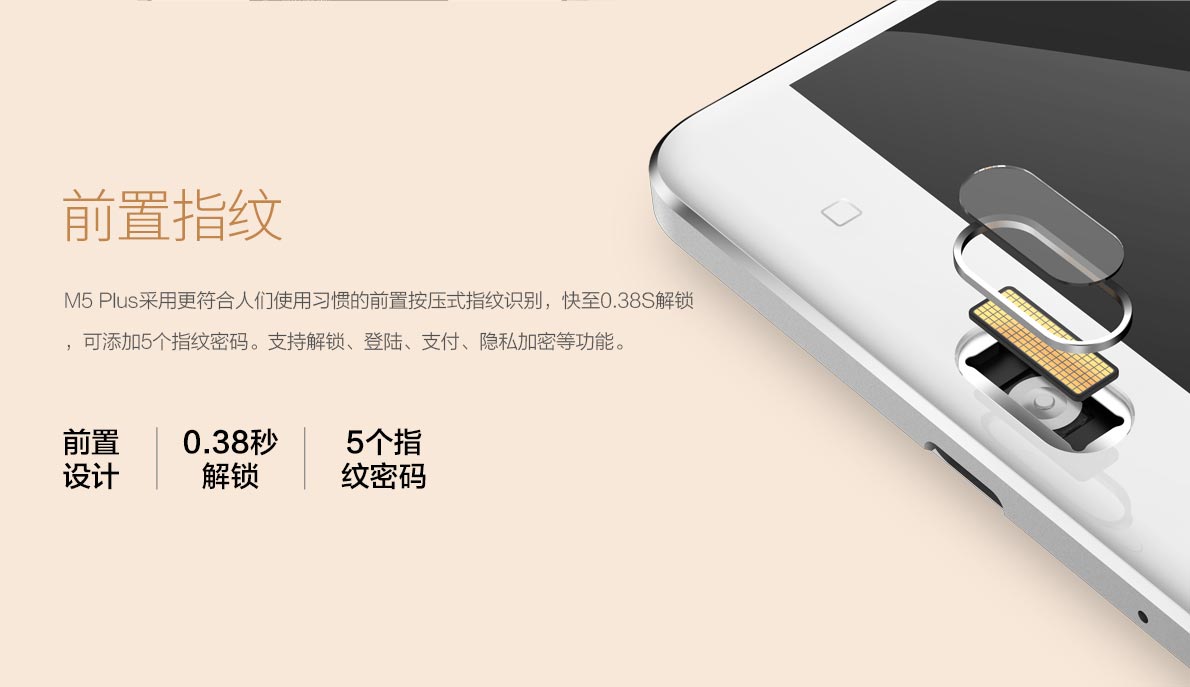 前置指纹
M5 Plus采用更符合人们使用习惯的前置按压式指纹识别，快至0.38S解锁
，可添加5个指纹密码。支持解锁、登陆、支付、隐私加密等功能。
前置
设计
0.38秒
解锁
5个指
纹密码